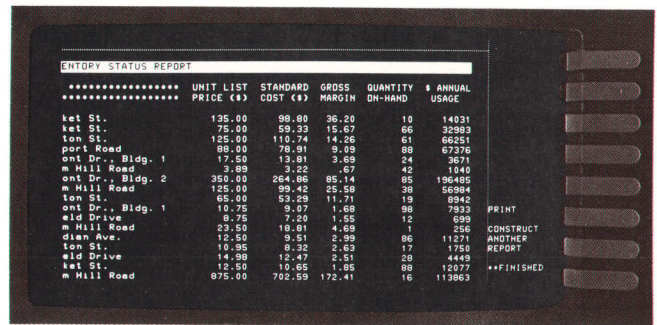 ENTORY STATUS REPORT
•••••••••••••••••• UNIT LIST STANDARD GROSS QUANTITY $ ANNUAL
•••••••••••••••••• PRICE ($) COST ($) MARGIN ON-HAND USAGE
ket St. 135.00 98.80 36.20 10 14031
ket St. 75.00 59.33 15.67 66 32983
ton St. 125.00 110.74 14.26 61 66251
port Road 88.00 78.91 9.09 88 67376
ont Dr., Bldg. 1 17.50 13.81 3.69 24 3671
m Hill Road 3.89 3.22 .67 42 1040
ont Dr., Bldg. 2 350.00 264.86 85.14 85 196485
m Hill Road 125.00 99.42 25.58 38 56984
ton St. 65.00 53.29 11.71 19 8942
ont Dr., Bldg. 1 10.75 9.07 1.68 98 7933 PRINT
eld Drive 8.75 7.20 1.55 12 699
m Hill Road 23.50 18.81 4.69 1 256 CONSTRUCT
dian Ave. 12.50 9.51 2.99 86 11271 ANOTHER
ton St. 10.95 8.32 2.63 17 1750 REPORT
eld Drive 14.98 12.47 2.51 28 4449
ket St. 12.50 10.65 1.85 88 12077 **FINISHED
m Hill Road 875.00 702.59 172.41 16 113863